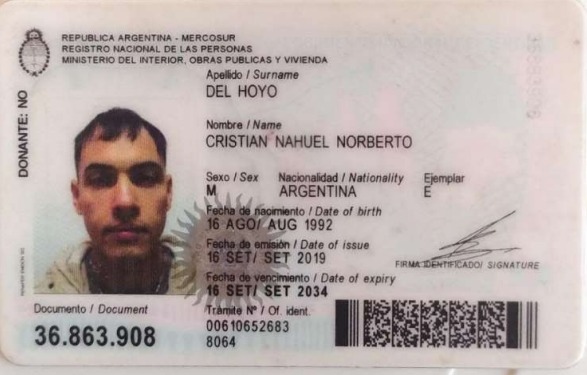 REPUBLICA ARGENTINA - MERCOSUR
REGISTRO NACIONAL DE LAS PERSONAS
MINISTERIO DEL INTERIOR, OBRAS PUBLICAS Y VIVIENDA
Apellido / Surname
DEL HOYO
Nombre / Name
CRISTIAN NAHUEL NORBERTO
Sexo / Sex Nacionalidad / Nationality Ejemplar
M ARGENTINA E
Fecha de nacimiento / Date of birth
16 AGO/ AUG 1992
Fecha de emisión / Date of issue
16 SET/ SET 2019
FIRMA IDENTIFICADO/ SIGNATURE
Fecha de vencimiento / Date of expiry
16 SET/ SET 2034
Documento / Document
36.863.908
Trámite N° / Of. ident.
00610652683
8064
DONANTE: NO